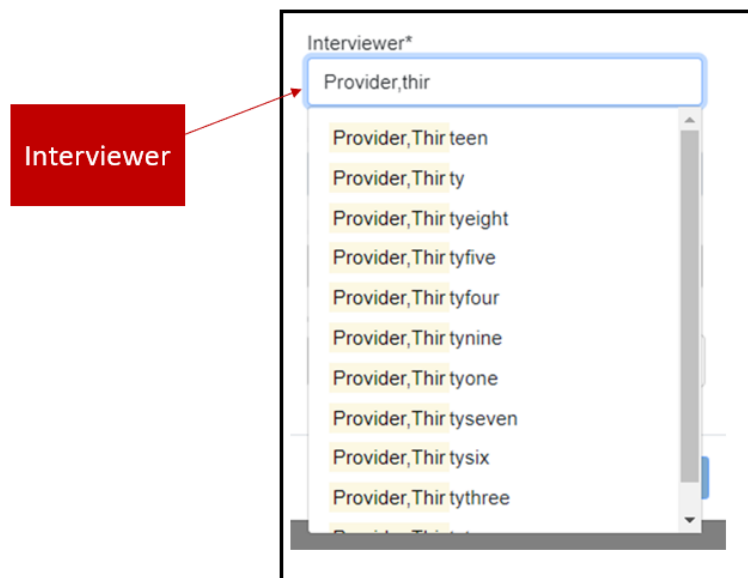 Interviewer*
Provider,thir
Interviewer
Provider,Thirteen
Provider,Thirty
Provider,Thirtyeight
Provider,Thirtyfive
Provider,Thirtyfour
Provider,Thirtynine
Provider,Thirtyone
Provider,Thirtyseven
Provider,Thirtysix
Provider,Thirtythree